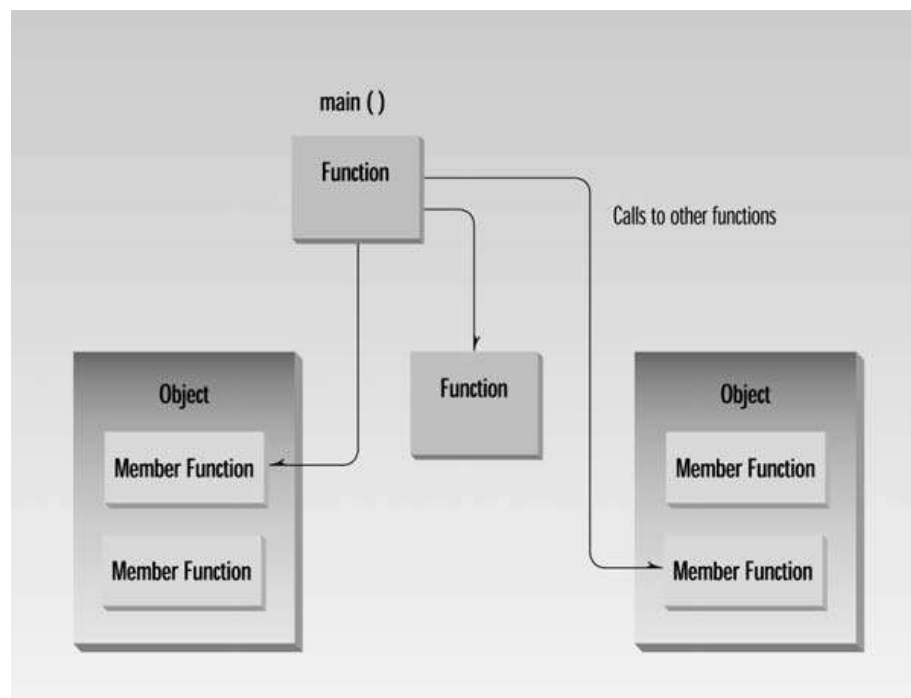 main ( )
Function
Calls to other functions
Function
Object
Member Function
Member Function
Object
Member Function
Member Function